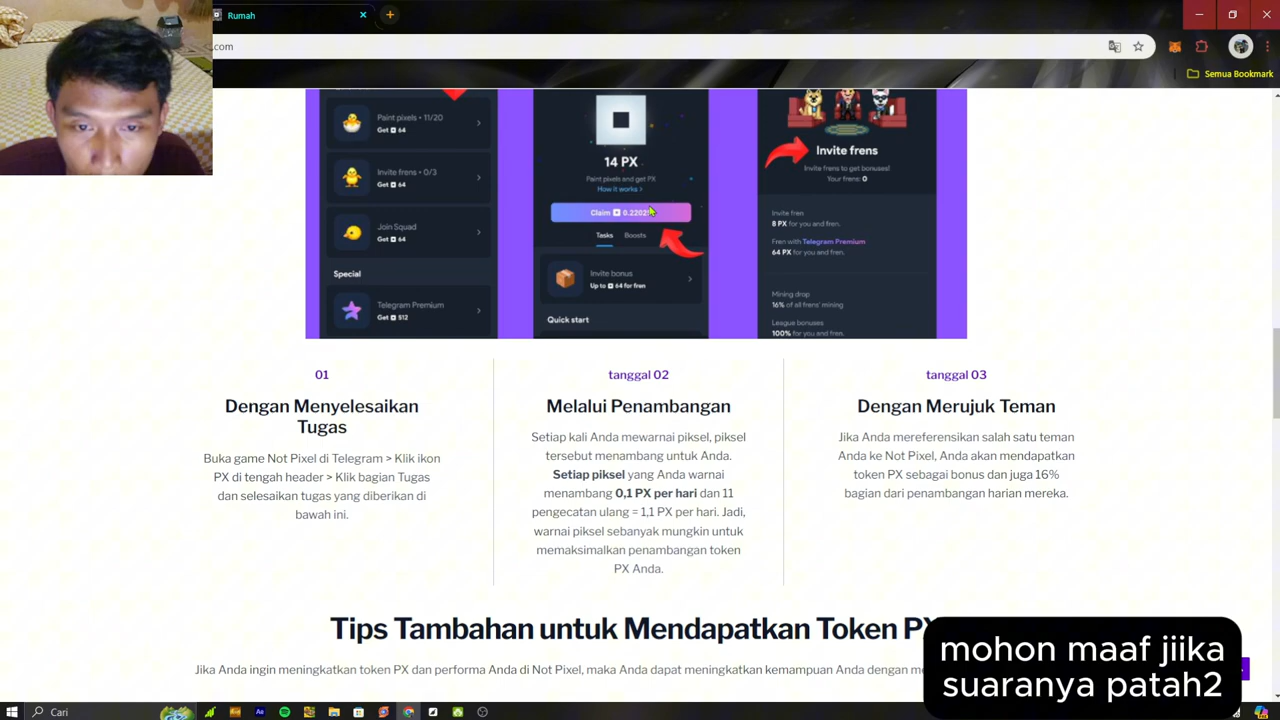 Rumah
.com
Semua Bookmark
Paint pixels • 11/20
Get 64
Invite frens • 0/3
Get 64
Join Squad
Get 64
Special
Telegram Premium
Get 512
14 PX
Paint pixels and get PX
How it works >
Claim 0.2202
Tasks Boosts
Invite bonus
Up to 64 for fren
Quick start
Invite frens
Invite frens to get bonuses!
Your frens: 0
Invite fren
8 PX for you and fren.
Fren with Telegram Premium
64 PX for you and fren.
Mining drop
16% of all frens' mining
League bonuses
100% for you and fren.
01
Dengan Menyelesaikan
Tugas
Buka game Not Pixel di Telegram > Klik ikon
PX di tengah header > Klik bagian Tugas
dan selesaikan tugas yang diberikan di
bawah ini.
tanggal 02
Melalui Penambangan
Setiap kali Anda mewarnai piksel, piksel
tersebut menambang untuk Anda.
Setiap piksel yang Anda warnai
menambang 0,1 PX per hari dan 11
pengecatan ulang = 1,1 PX per hari. Jadi,
warnai piksel sebanyak mungkin untuk
memaksimalkan penambangan token
PX Anda.
tanggal 03
Dengan Merujuk Teman
Jika Anda mereferensikan salah satu teman
Anda ke Not Pixel, Anda akan mendapatkan
token PX sebagai bonus dan juga 16%
bagian dari penambangan harian mereka.
Tips Tambahan untuk Mendapatkan Token PX
Jika Anda ingin meningkatkan token PX dan performa Anda di Not Pixel, maka Anda dapat meningkatkan kemampuan Anda dengan
mohon maaf jiika
suaranya patah2
Cari